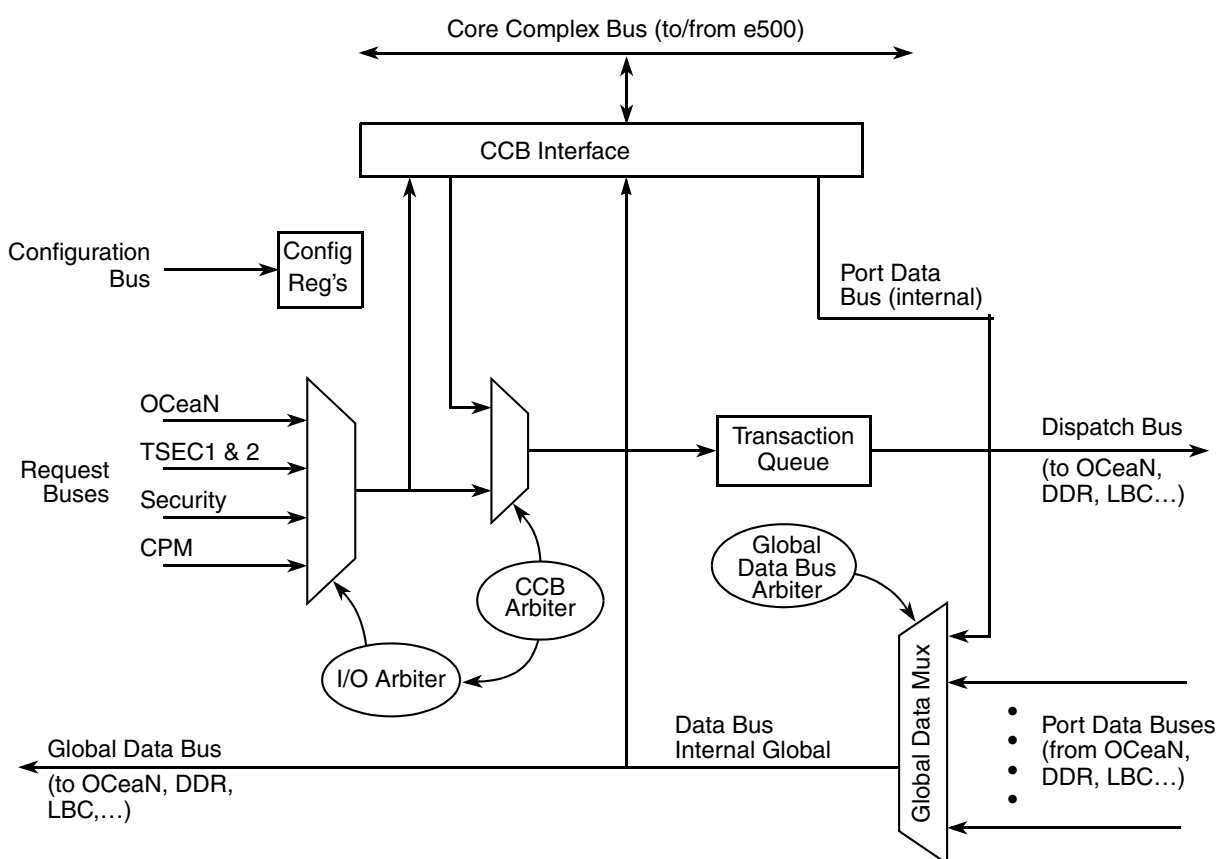 Core Complex Bus (to/from e500)
CCB Interface
Configuration
Bus
Config
Reg's
Port Data
Bus (internal)
OCeaN
TSEC1 & 2
Security
CPM
Request
Buses
Transaction
Queue
Dispatch Bus
(to OCeaN,
DDR, LBC…)
Global
Data Bus
Arbiter
CCB
Arbiter
I/O Arbiter
Global Data Mux
Data Bus
Internal Global
Port Data Buses
(from OCeaN,
DDR, LBC…)
Global Data Bus
(to OCeaN, DDR,
LBC,…)